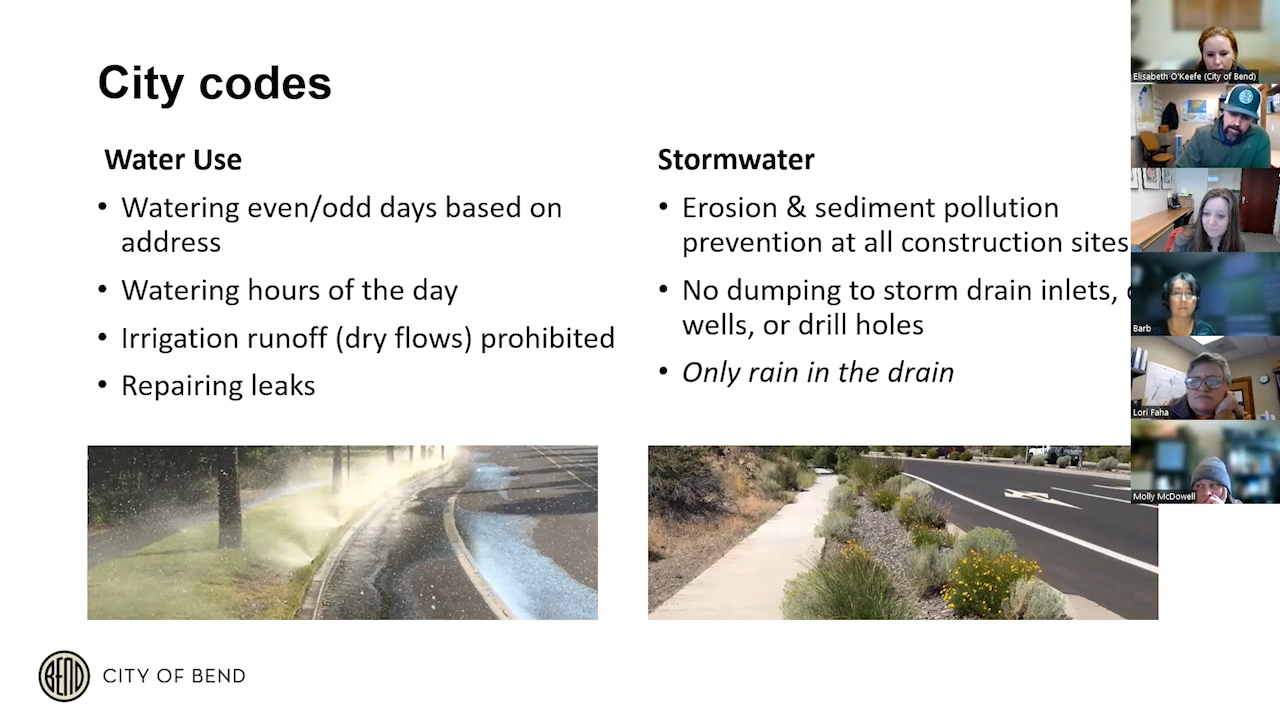 City codes
Water Use
• Watering even/odd days based on
address
• Watering hours of the day
• Irrigation runoff (dry flows) prohibited
• Repairing leaks
Stormwater
• Erosion & sediment pollution
prevention at all construction sites
• No dumping to storm drain inlets,
wells, or drill holes
• Only rain in the drain
Elisabeth O'Keefe (City of Bend)
Barb
Lori Faha
Molly McDowell
BEND
CITY OF BEND